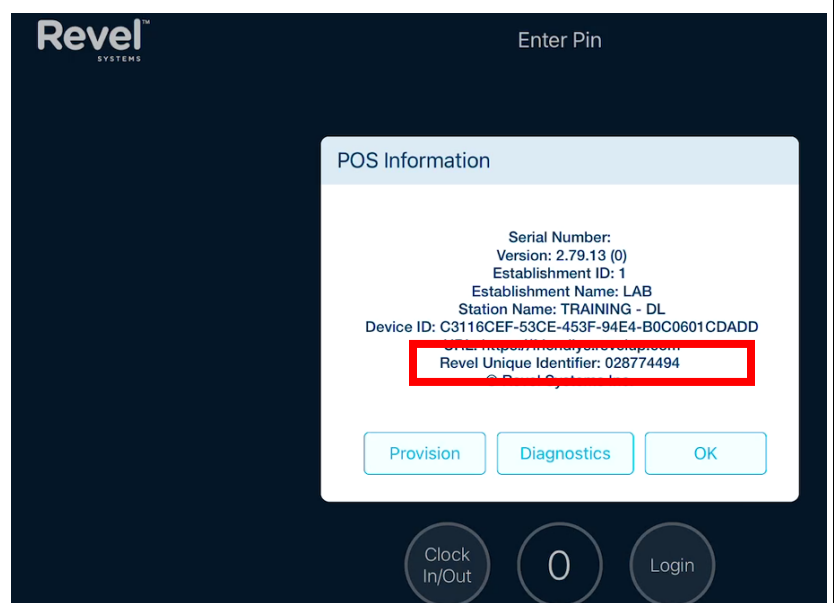 Revel™
SYSTEMS
Enter Pin
POS Information
Serial Number:
Version: 2.79.13 (0)
Establishment ID: 1
Establishment Name: LAB
Station Name: TRAINING - DL
Device ID: C3116CEF-53CE-453F-94E4-B0C0601CDADD
Revel Unique Identifier: 028774494
Provision
Diagnostics
OK
Clock
In/Out
0
Login